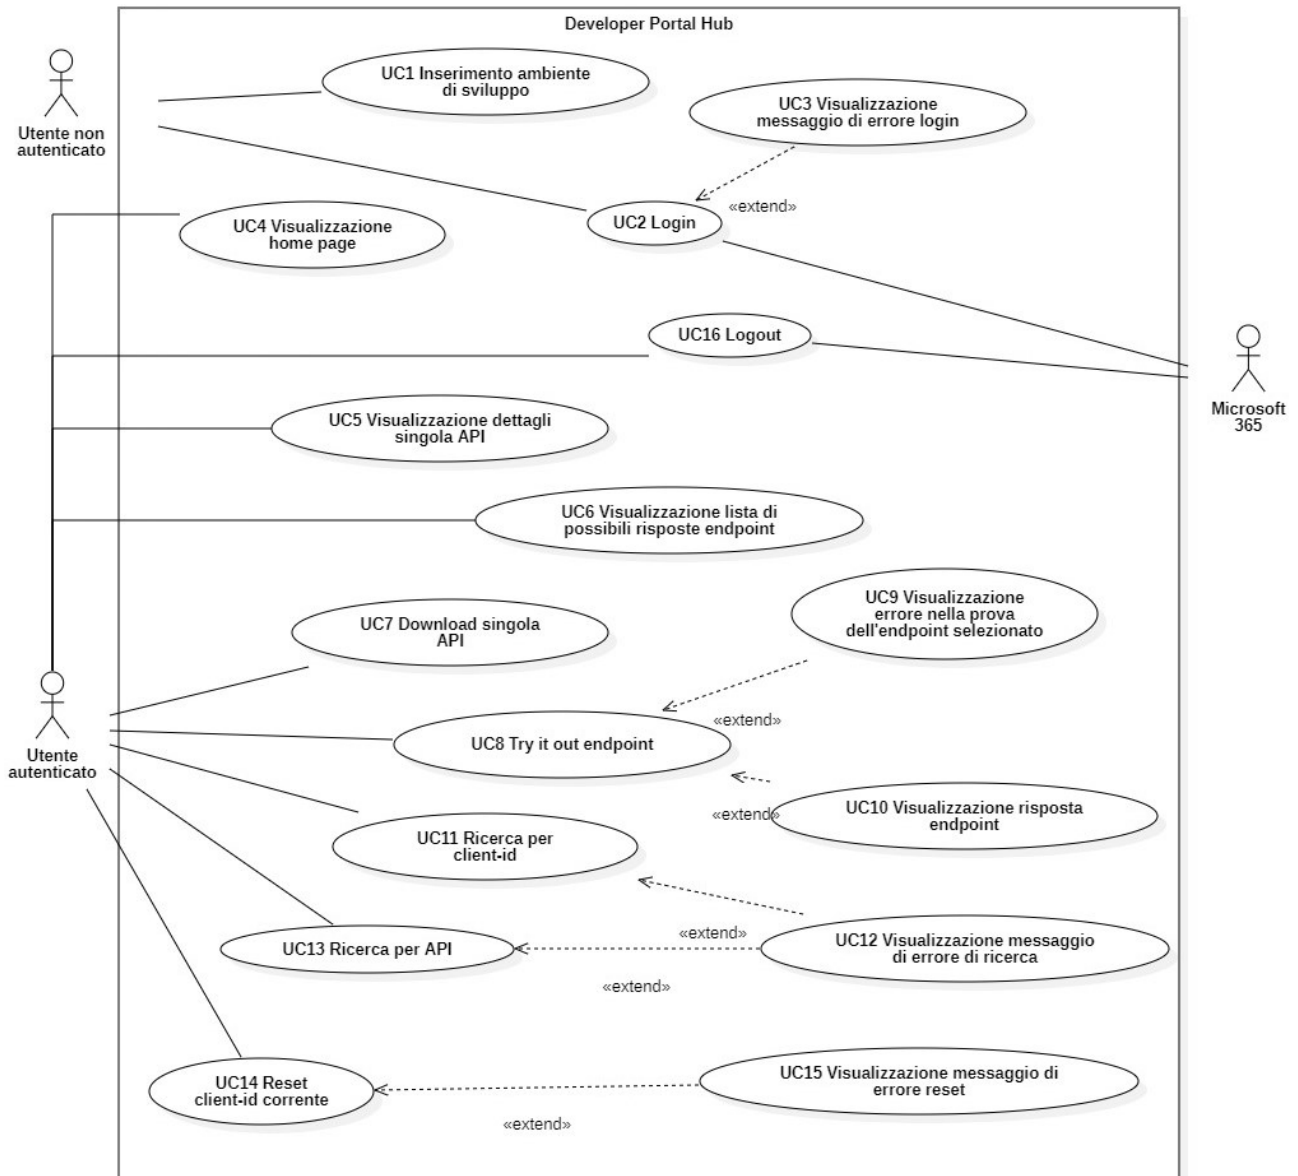 Developer Portal Hub
UC1 Inserimento ambiente
di sviluppo
UC3 Visualizzazione
messaggio di errore login
Utente non
autenticato
«extend»
UC4 Visualizzazione
home page
UC2 Login
UC16 Logout
Microsoft
365
UC5 Visualizzazione dettagli
singola API
UC6 Visualizzazione lista di
possibili risposte endpoint
UC9 Visualizzazione
errore nella prova
dell'endpoint selezionato
UC7 Download singola
API
«extend»
UC8 Try it out endpoint
Utente
autenticato
«extend»
UC10 Visualizzazione risposta
endpoint
UC11 Ricerca per
client-id
«extend»
UC12 Visualizzazione messaggio
di errore di ricerca
UC13 Ricerca per API
«extend»
UC14 Reset
client-id corrente
UC15 Visualizzazione messaggio di
errore reset
«extend»